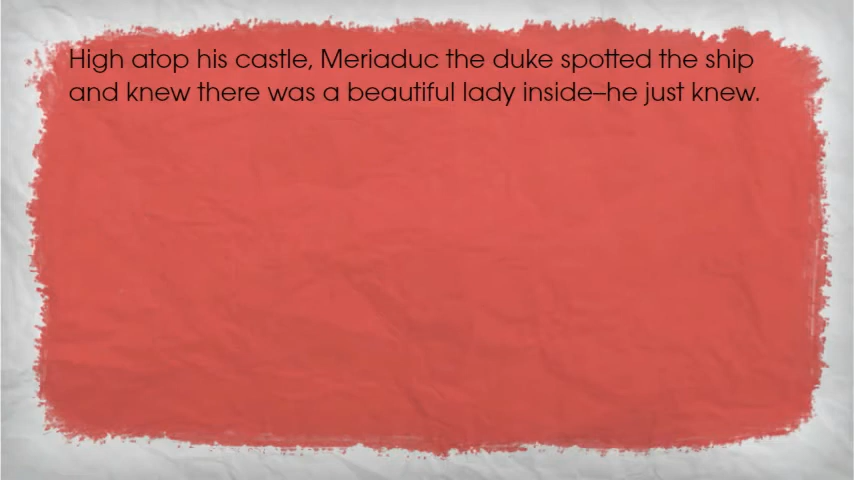 High atop his castle, Meriaduc the duke spotted the ship
and knew there was a beautiful lady inside–he just knew.